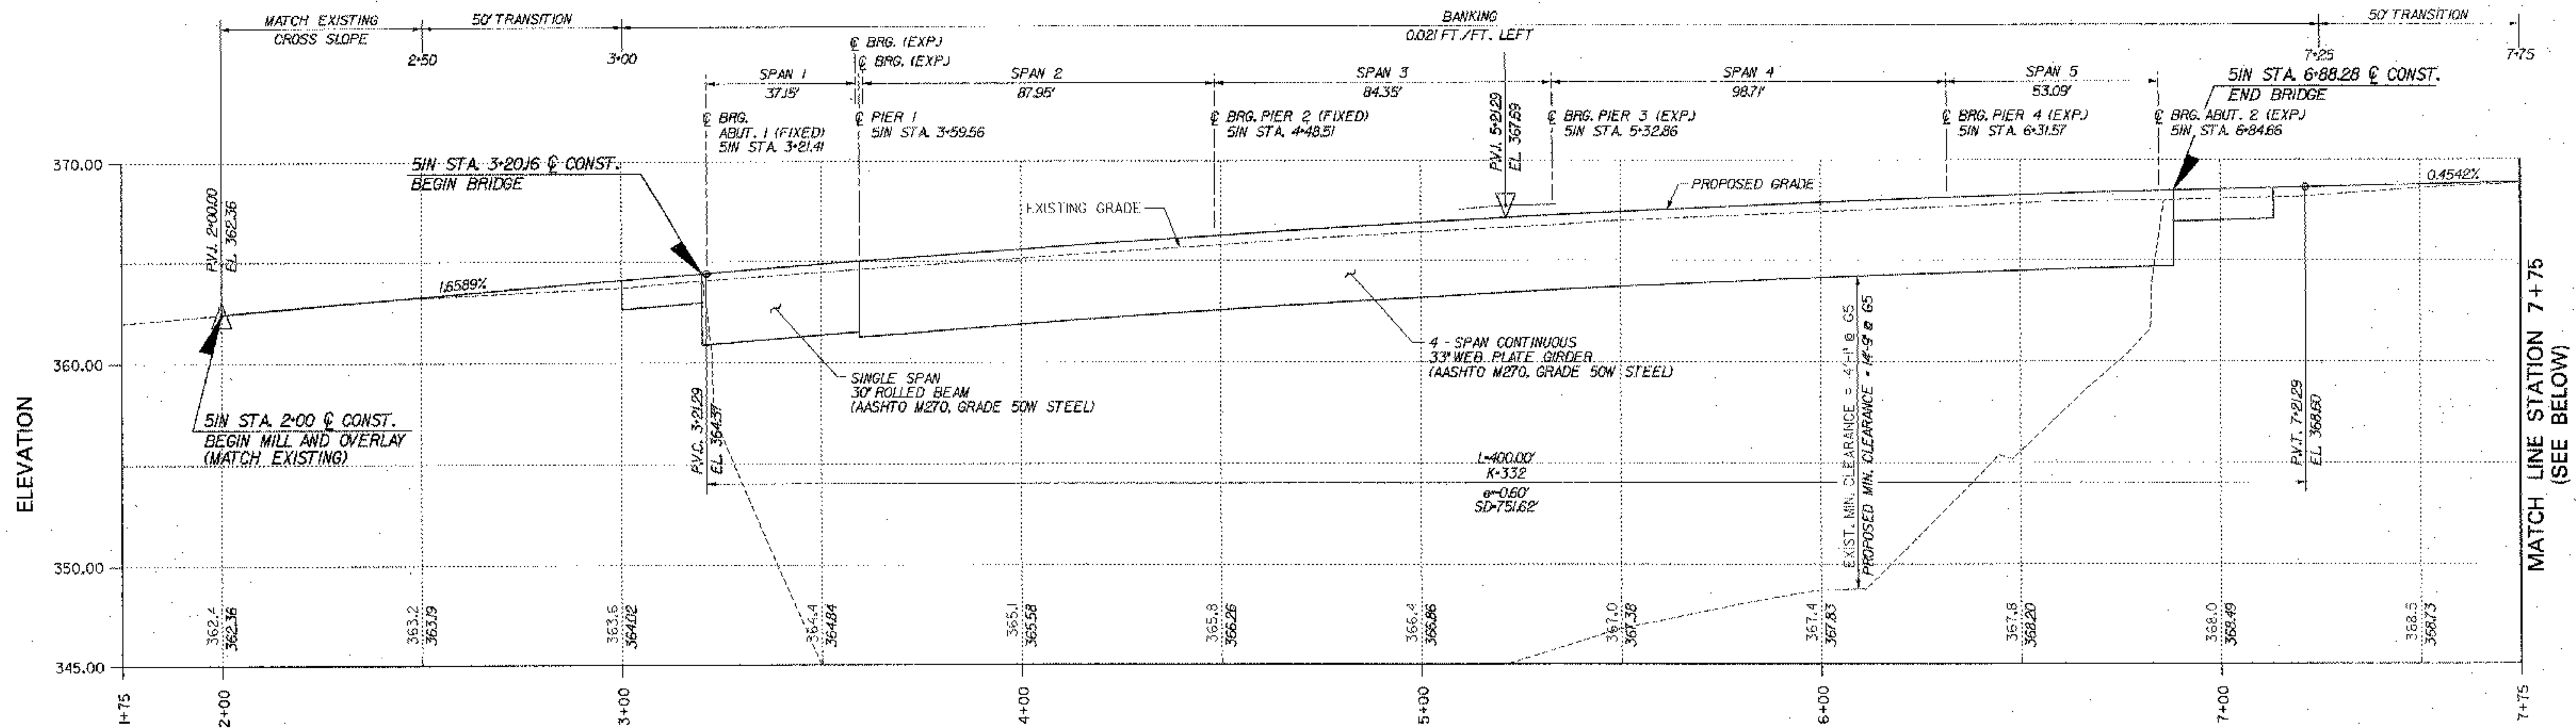 MATCH EXISTING
CROSS SLOPE
50' TRANSITION
BANKING
0.021 FT./FT. LEFT
50' TRANSITION
2+50
3+00
7+25
7+75
℄ BRG. (EXP.)
℄ BRG. (EXP.)
SPAN 1
37.15'
SPAN 2
87.95'
SPAN 3
84.35'
SPAN 4
98.71'
SPAN 5
53.09'
5IN STA. 6+88.28 ℄ CONST.
END BRIDGE
℄ BRG.
ABUT. 1 (FIXED)
5IN STA. 3+21.41
℄ PIER 1
5IN STA. 3+59.56
℄ BRG. PIER 2 (FIXED)
5IN STA. 4+48.51
P.V.I. 5+21.29
EL. 367.69
℄ BRG. PIER 3 (EXP.)
5IN STA. 5+32.86
℄ BRG. PIER 4 (EXP.)
5IN STA. 6+31.57
℄ BRG. ABUT. 2 (EXP.)
5IN STA. 6+84.66
370.00
5IN STA. 3+20.16 ℄ CONST.
BEGIN BRIDGE
P.V.I. 2+00.00
EL. 362.36
EXISTING GRADE
PROPOSED GRADE
0.4542%
1.6589%
360.00
5IN STA. 2+00 ℄ CONST.
BEGIN MILL AND OVERLAY
(MATCH EXISTING)
SINGLE SPAN
30" ROLLED BEAM
(AASHTO M270, GRADE 50W STEEL)
4 - SPAN CONTINUOUS
33" WEB PLATE GIRDER
(AASHTO M270, GRADE 50W STEEL)
P.V.C. 3+21.29
EL. 364.37
L=400.00'
K=332
e=-0.60'
SD=751.62'
EXIST. MIN. CLEARANCE = @ G5
PROPOSED MIN. CLEARANCE = 14'-9" @ G5
P.V.T. 7+21.29
EL. 368.60
ELEVATION
MATCH LINE STATION 7+75
(SEE BELOW)
350.00
345.00
362.4
362.36
363.2
363.19
363.6
364.02
364.4
364.84
365.1
365.58
365.8
366.26
366.4
366.86
367.0
367.38
367.4
367.83
367.8
368.20
368.0
368.49
368.5
368.73
1+75
2+00
3+00
4+00
5+00
6+00
7+00
7+75